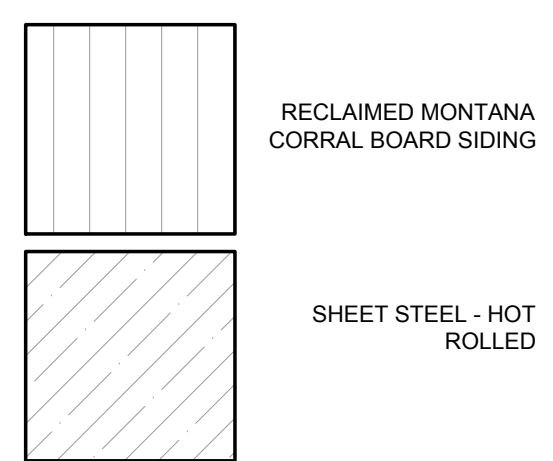 RECLAIMED MONTANA
CORRAL BOARD SIDING
SHEET STEEL - HOT
ROLLED